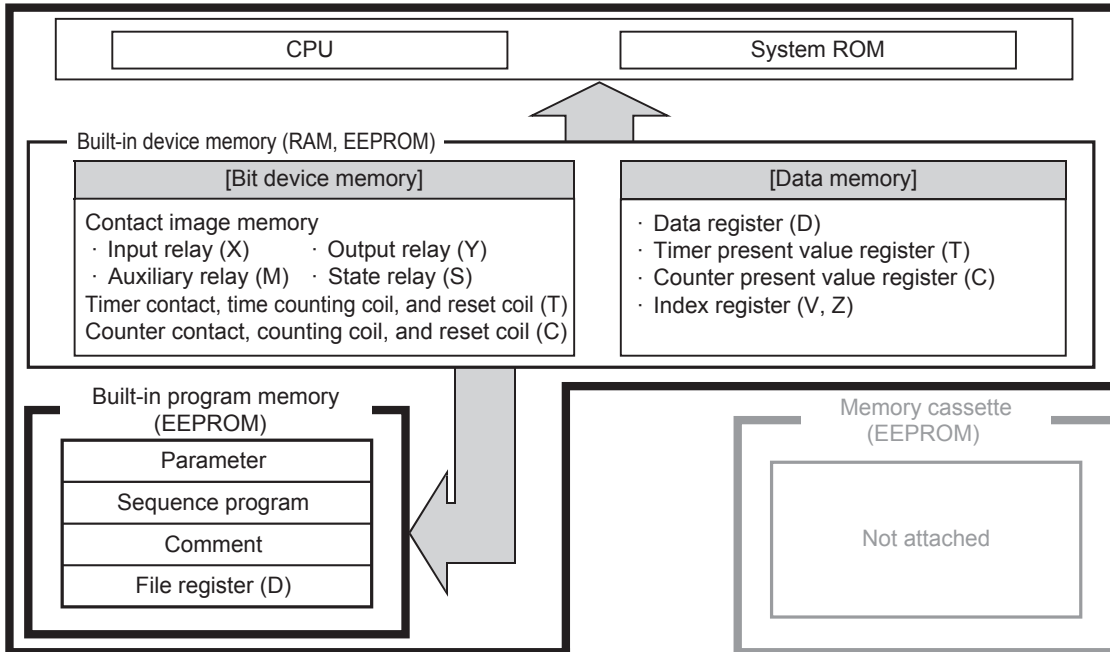 CPU
System ROM
Built-in device memory (RAM, EEPROM)
[Bit device memory]
Contact image memory
· Input relay (X) · Output relay (Y)
· Auxiliary relay (M) · State relay (S)
Timer contact, time counting coil, and reset coil (T)
Counter contact, counting coil, and reset coil (C)
[Data memory]
· Data register (D)
· Timer present value register (T)
· Counter present value register (C)
· Index register (V, Z)
Built-in program memory
(EEPROM)
Parameter
Sequence program
Comment
File register (D)
Memory cassette
(EEPROM)
Not attached